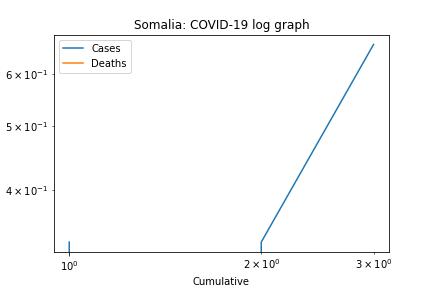 Somalia: COVID-19 log graph
Cases
Deaths
6 × 10⁻¹
5 × 10⁻¹
4 × 10⁻¹
10⁰
2 × 10⁰
3 × 10⁰
Cumulative